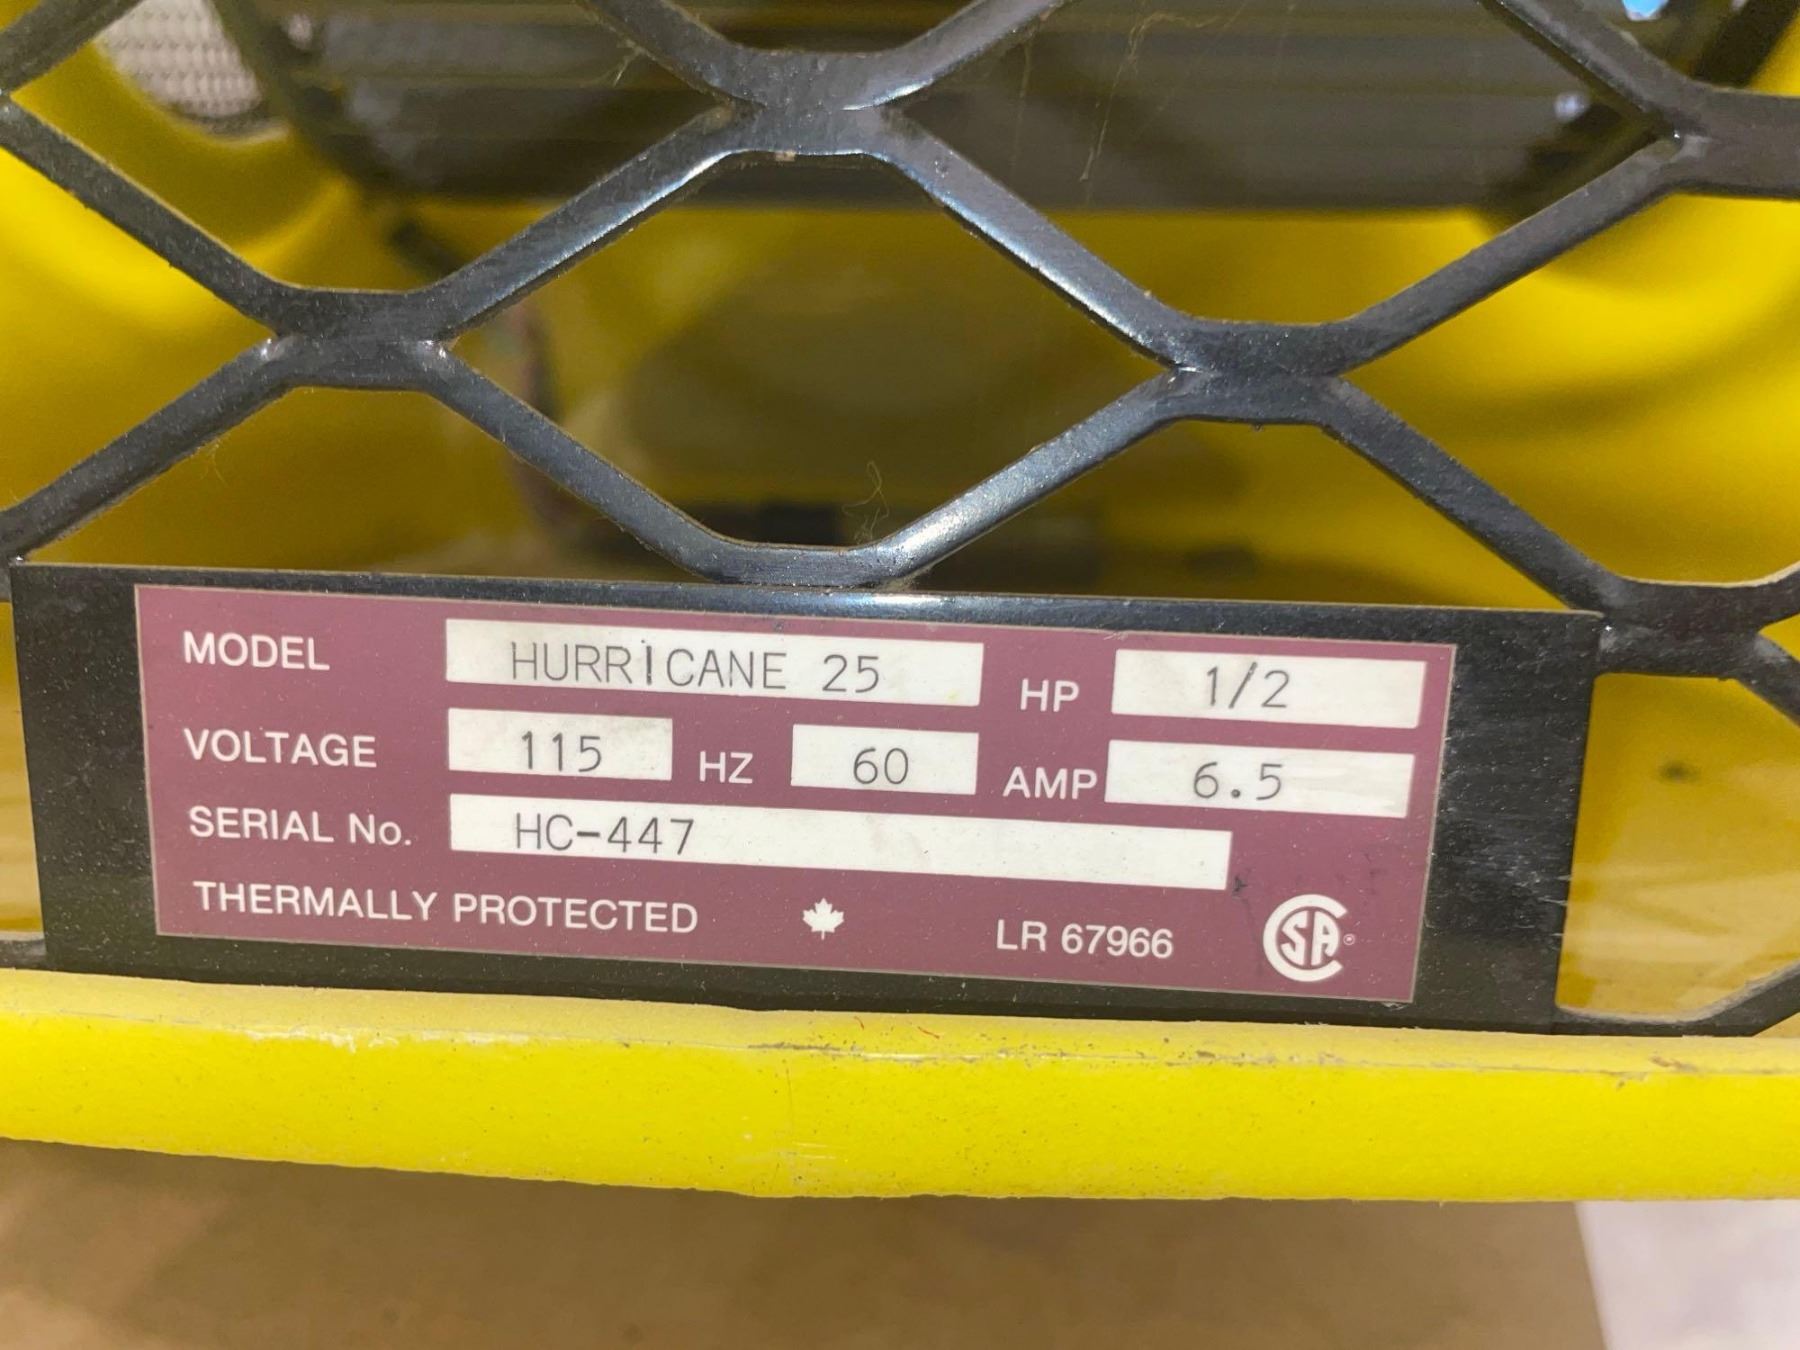 MODEL HURRICANE 25 HP 1/2
VOLTAGE 115 HZ 60 AMP 6.5
SERIAL No. HC-447
THERMALLY PROTECTED LR 67966 CSA®